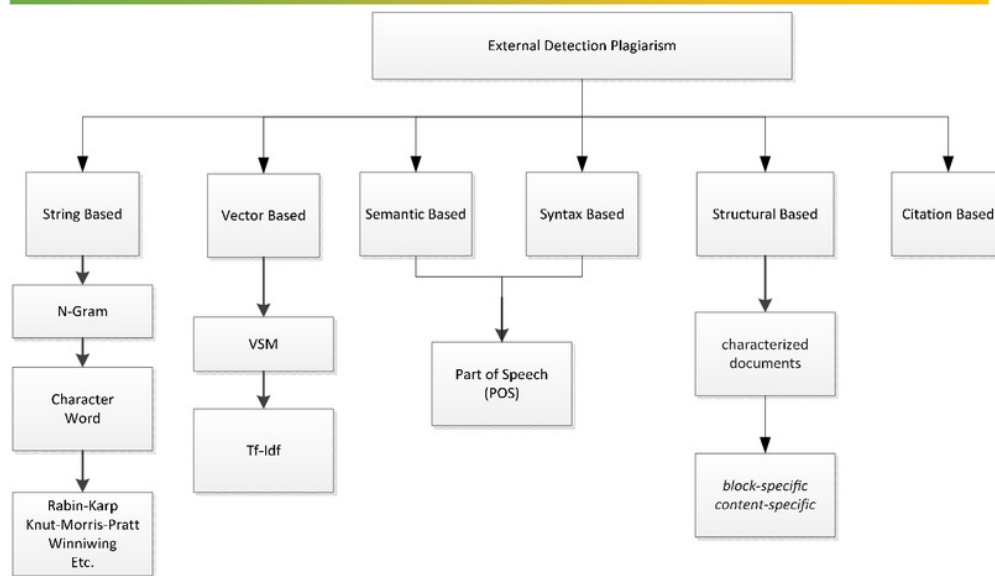 External Detection Plagiarism
String Based
Vector Based
Semantic Based
Syntax Based
Structural Based
Citation Based
N-Gram
VSM
Part of Speech
(POS)
characterized
documents
Character
Word
Tf-Idf
block-specific
content-specific
Rabin-Karp
Knut-Morris-Pratt
Winniwing
Etc.